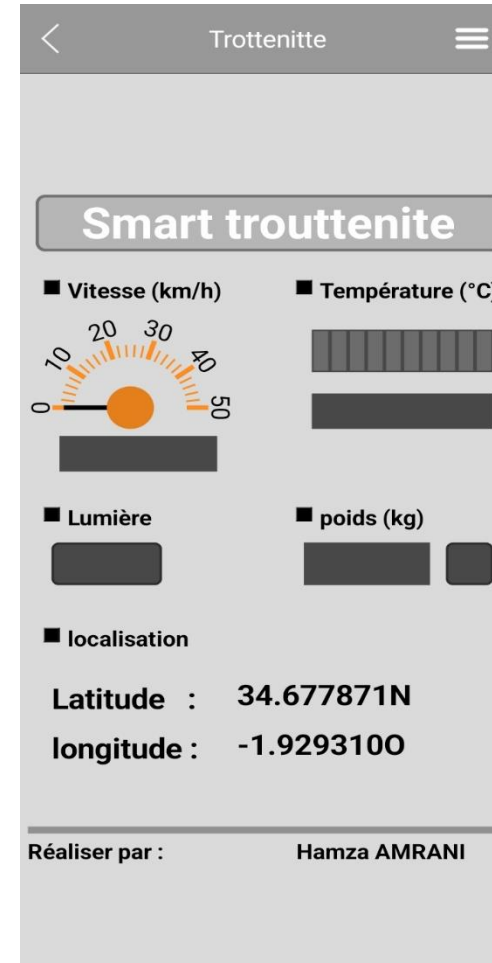 Trottenitte
Smart trouttenite
Vitesse (km/h)
Température (°C)
0 10 20 30 40 50
Lumière
poids (kg)
localisation
Latitude : 34.677871N
longitude : -1.929310O
Réaliser par : Hamza AMRANI